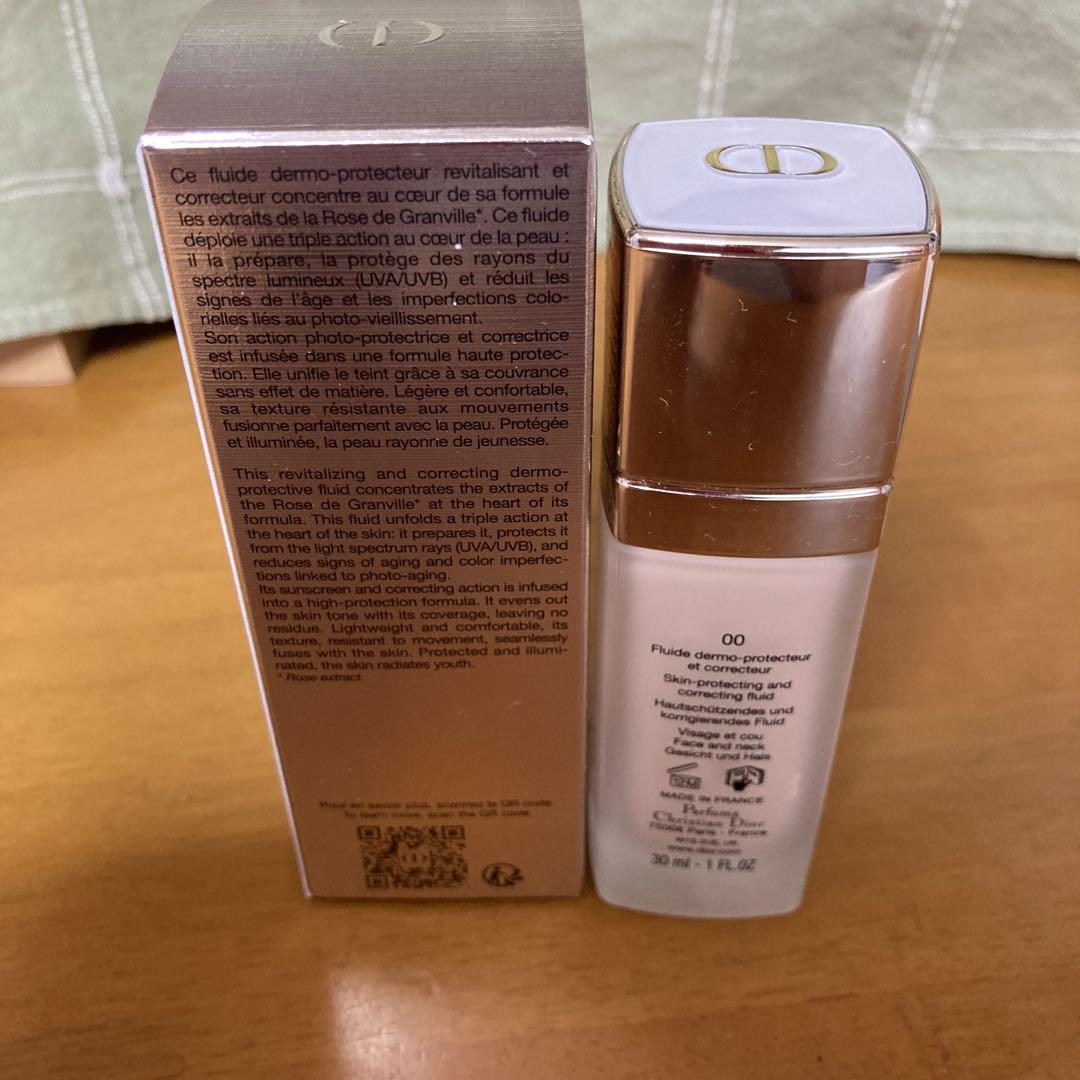 CD
Ce fluide dermo-protecteur revitalisant et
correcteur concentre au cœur de sa formule
les extraits de la Rose de Granville*. Ce fluide
déploie une triple action au cœur de la peau :
il la prépare, la protège des rayons du
spectre lumineux (UVA/UVB) et réduit les
signes de l'âge et les imperfections colo-
rielles liés au photo-vieillissement.
Son action photo-protectrice et correctrice
est infusée dans une formule haute protec-
tion. Elle unifie le teint grâce à sa couvrance
sans effet de matière. Légère et confortable,
sa texture résistante aux mouvements
fusionne parfaitement avec la peau. Protégée
et illuminée, la peau rayonne de jeunesse.
This revitalizing and correcting dermo-
protective fluid concentrates the extracts of
the Rose de Granville* at the heart of its
formula. This fluid unfolds a triple action at
the heart of the skin: it prepares it, protects it
from the light spectrum rays (UVA/UVB), and
reduces signs of aging and color imperfec-
tions linked to photo-aging.
Its sunscreen and correcting action is infused
into a high-protection formula. It evens out
the skin tone with its coverage, leaving no
residue. Lightweight and comfortable, its
texture, resistant to movement, seamlessly
fuses with the skin. Protected and illumi-
nated, the skin radiates youth.
* Rose extract.
Pour en savoir plus, scannez le QR code.
To learn more, scan the QR code.
CD
00
Fluide dermo-protecteur
et correcteur
Skin-protecting and
correcting fluid
Hautschützendes und
korrigierendes Fluid
Visage et cou
Face and neck
Gesicht und Hals
12M
MADE IN FRANCE
Parfums
Christian Dior
75008 Paris - France
www.dior.com
30 ml - 1 FL.OZ